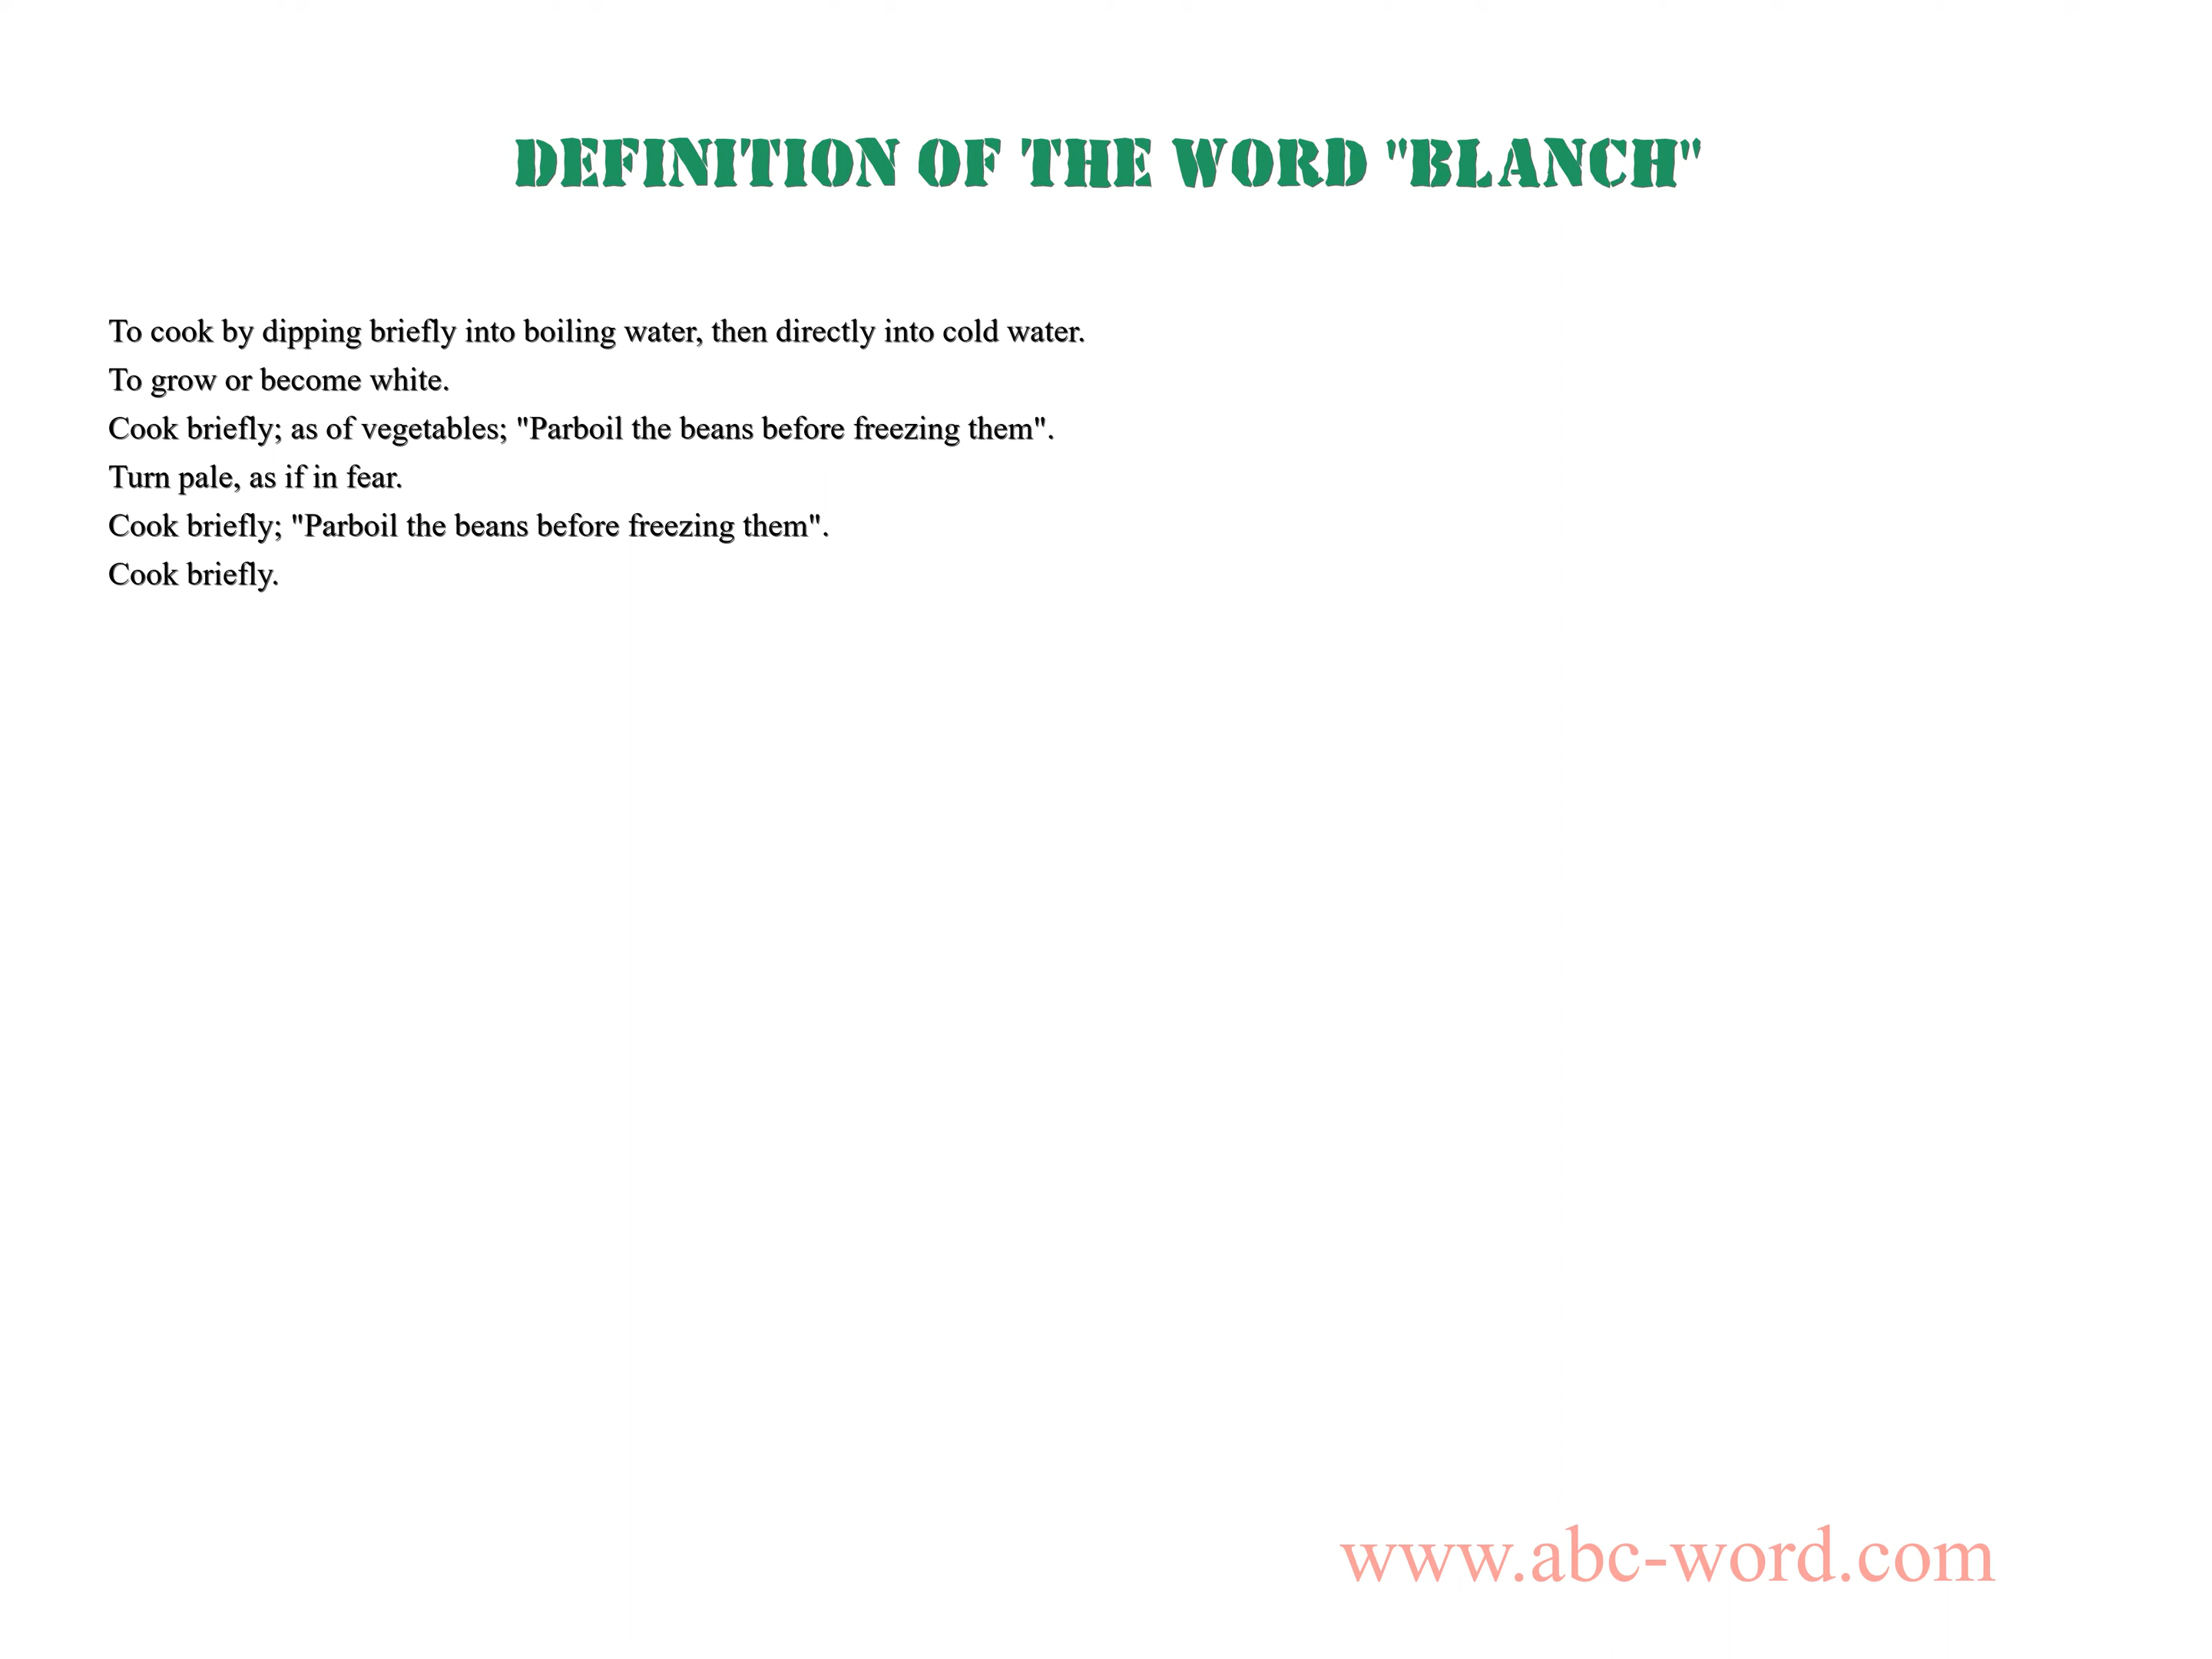 DEFINITION OF THE WORD "BLANCH"
To cook by dipping briefly into boiling water, then directly into cold water.
To grow or become white.
Cook briefly; as of vegetables; "Parboil the beans before freezing them".
Turn pale, as if in fear.
Cook briefly; "Parboil the beans before freezing them".
Cook briefly.
www.abc-word.com